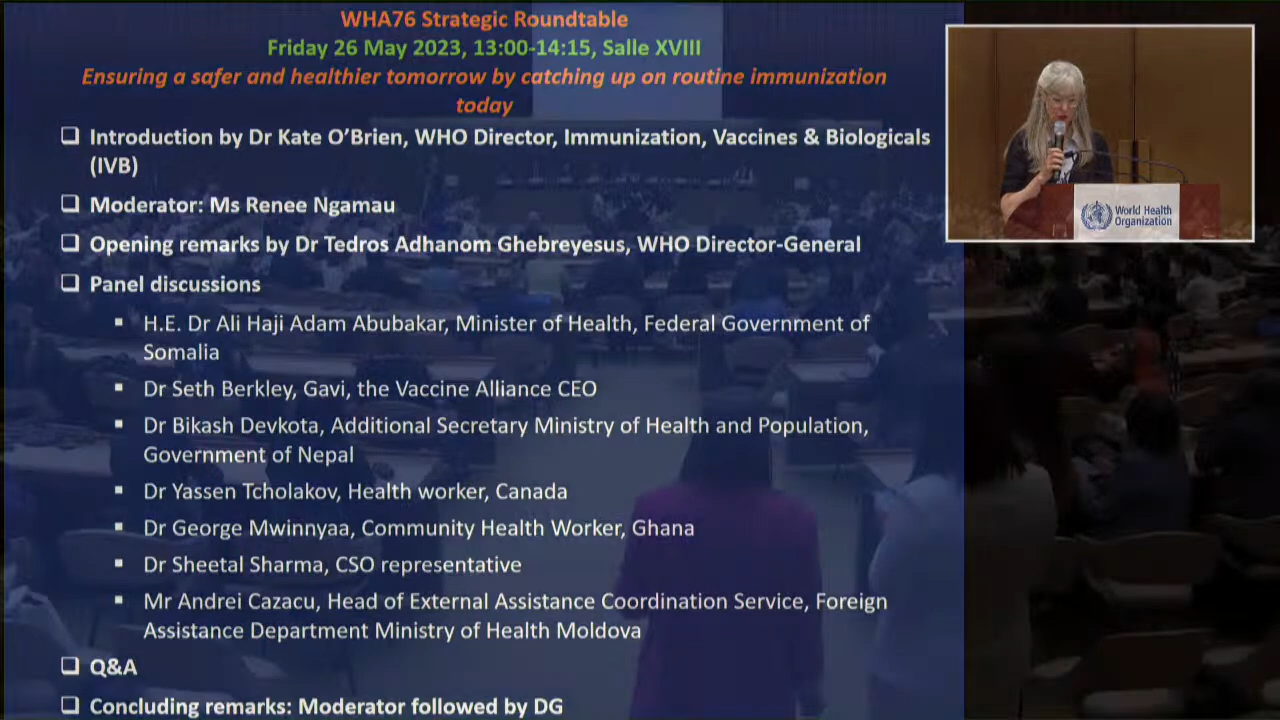 WHA76 Strategic Roundtable
Friday 26 May 2023, 13:00-14:15, Salle XVIII
Ensuring a safer and healthier tomorrow by catching up on routine immunization
today
Introduction by Dr Kate O'Brien, WHO Director, Immunization, Vaccines & Biologicals
(IVB)
Moderator: Ms Renee Ngamau
Opening remarks by Dr Tedros Adhanom Ghebreyesus, WHO Director-General
Panel discussions
H.E. Dr Ali Haji Adam Abubakar, Minister of Health, Federal Government of
Somalia
Dr Seth Berkley, Gavi, the Vaccine Alliance CEO
Dr Bikash Devkota, Additional Secretary Ministry of Health and Population,
Government of Nepal
Dr Yassen Tcholakov, Health worker, Canada
Dr George Mwinnyaa, Community Health Worker, Ghana
Dr Sheetal Sharma, CSO representative
Mr Andrei Cazacu, Head of External Assistance Coordination Service, Foreign
Assistance Department Ministry of Health Moldova
Q&A
Concluding remarks: Moderator followed by DG
World Health
Organization